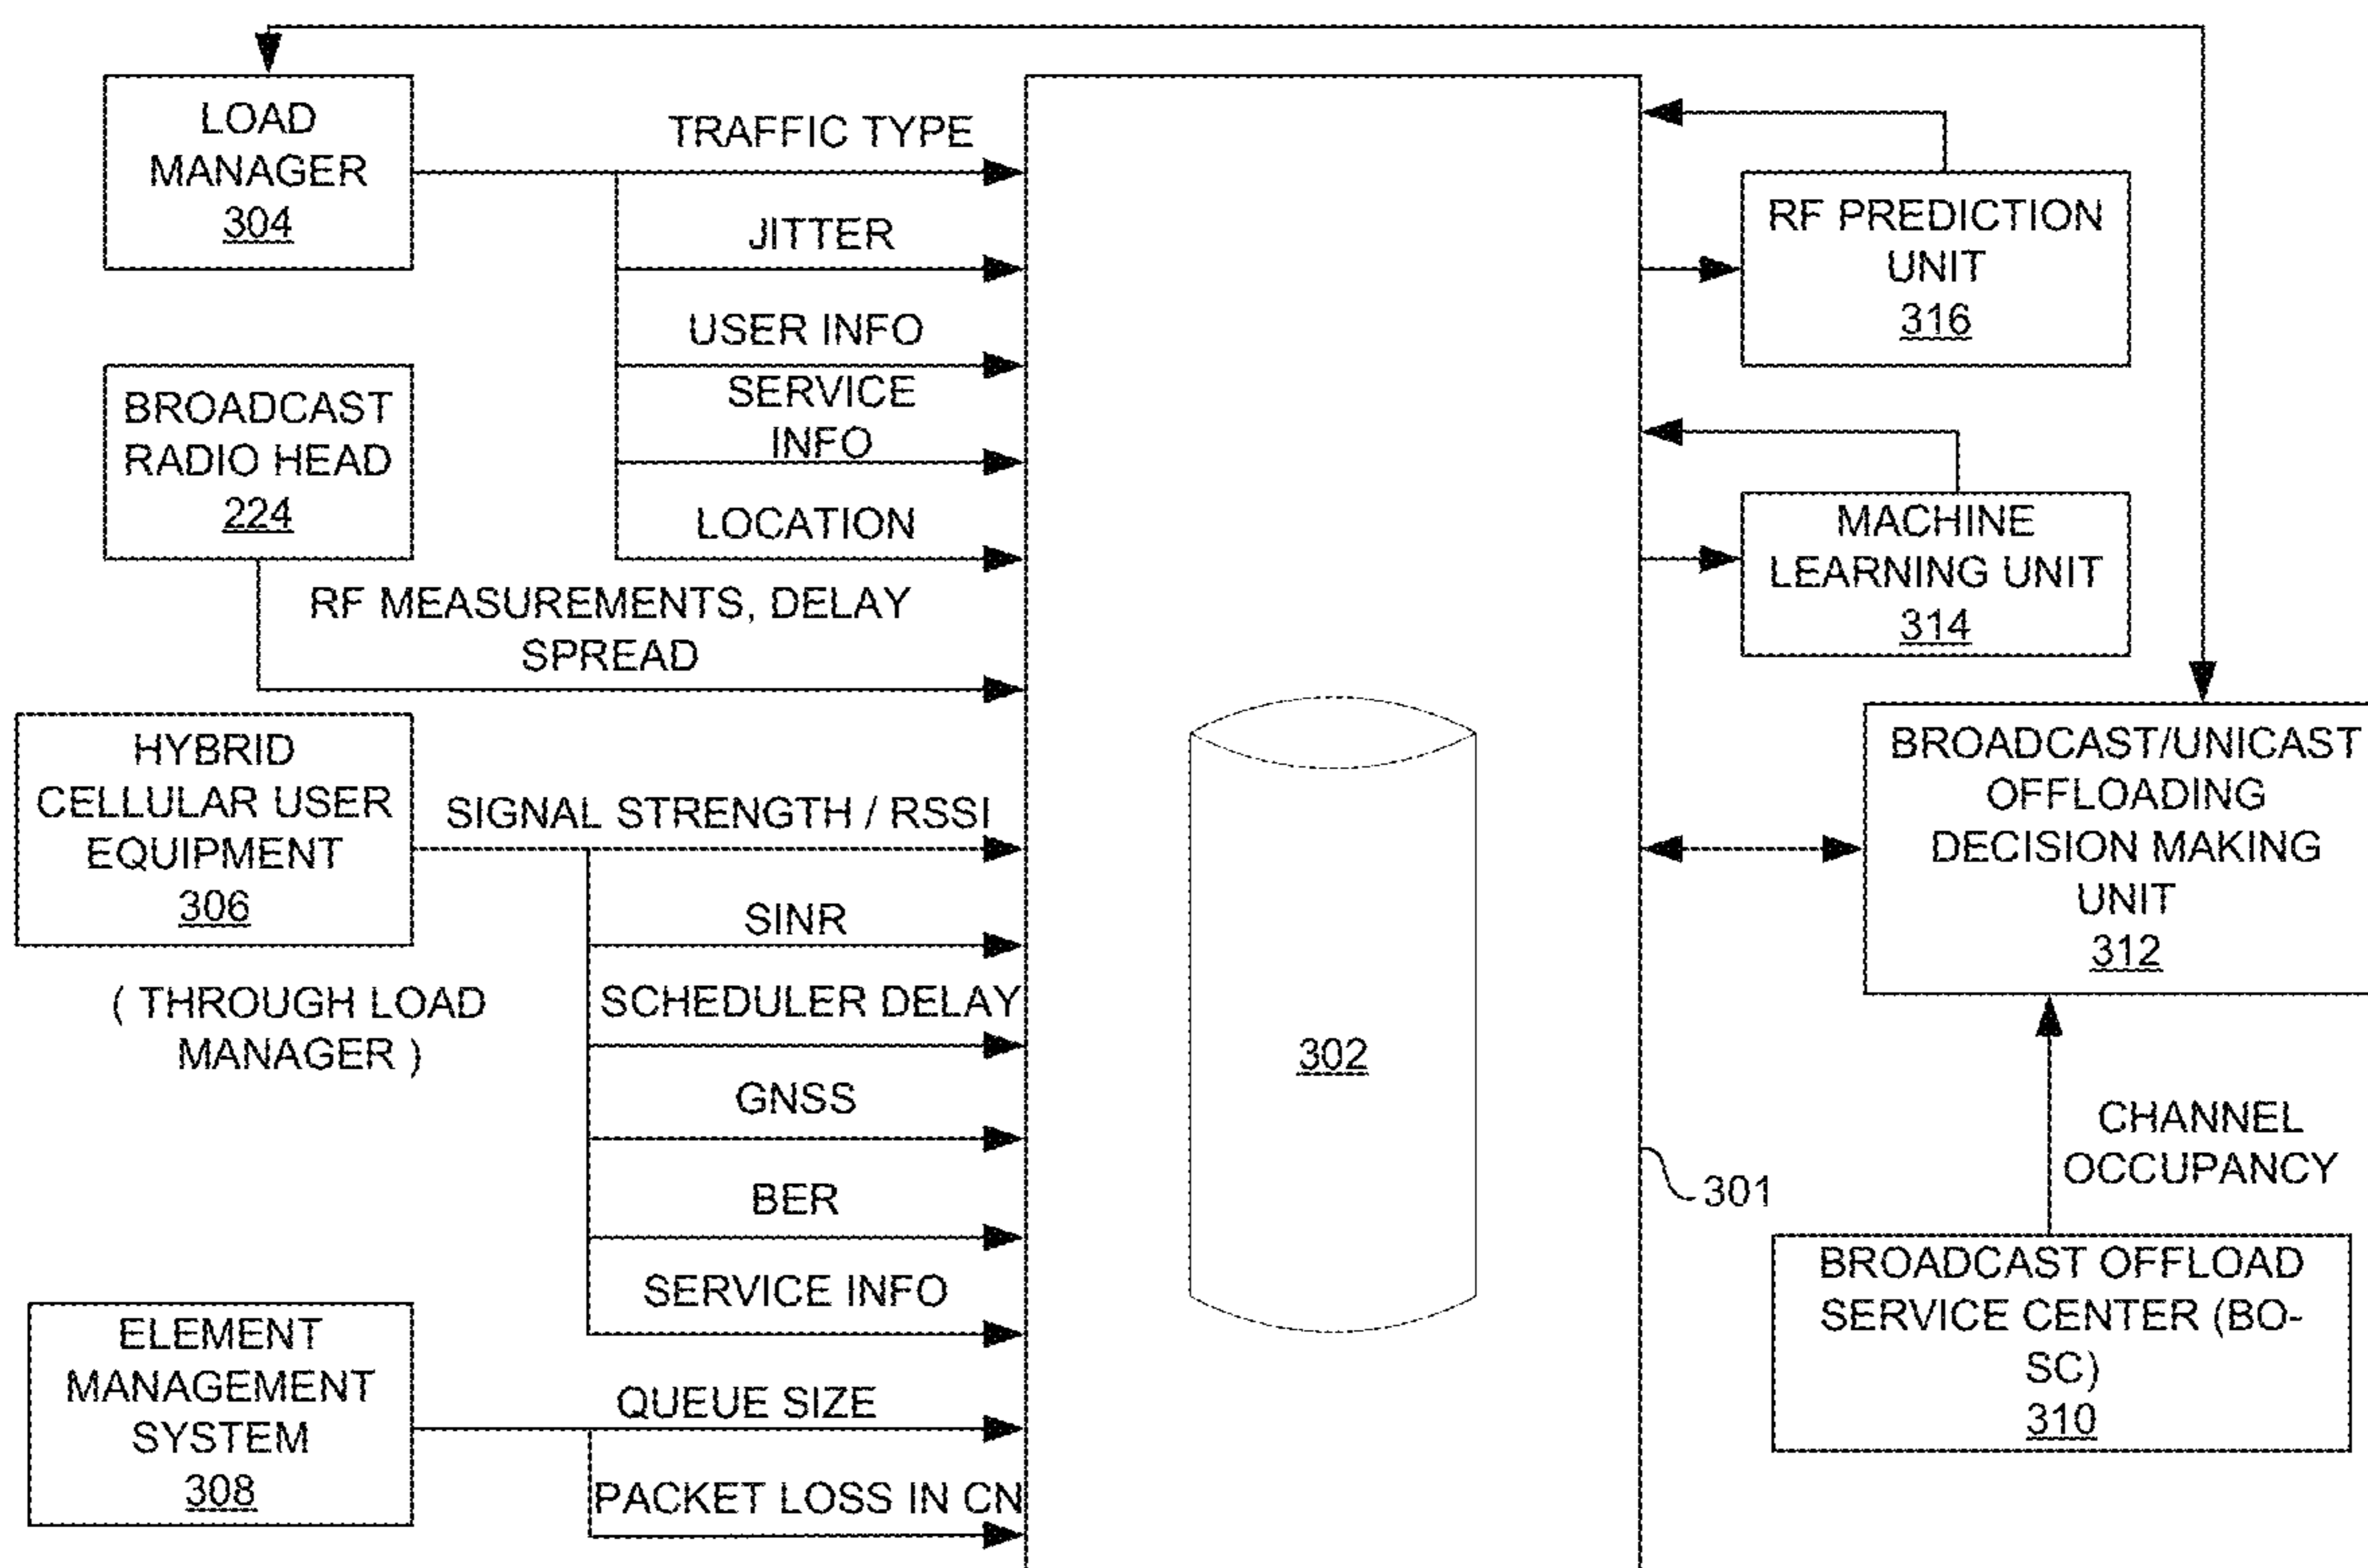 LOAD
MANAGER
304
TRAFFIC TYPE
JITTER
USER INFO
SERVICE
INFO
LOCATION
BROADCAST
RADIO HEAD
224
RF MEASUREMENTS, DELAY
SPREAD
HYBRID
CELLULAR USER
EQUIPMENT
306
( THROUGH LOAD
MANAGER )
SIGNAL STRENGTH / RSSI
SINR
SCHEDULER DELAY
GNSS
BER
SERVICE INFO
ELEMENT
MANAGEMENT
SYSTEM
308
QUEUE SIZE
PACKET LOSS IN CN
302
301
RF PREDICTION
UNIT
316
MACHINE
LEARNING UNIT
314
BROADCAST/UNICAST
OFFLOADING
DECISION MAKING
UNIT
312
CHANNEL
OCCUPANCY
BROADCAST OFFLOAD
SERVICE CENTER (BO-
SC)
310